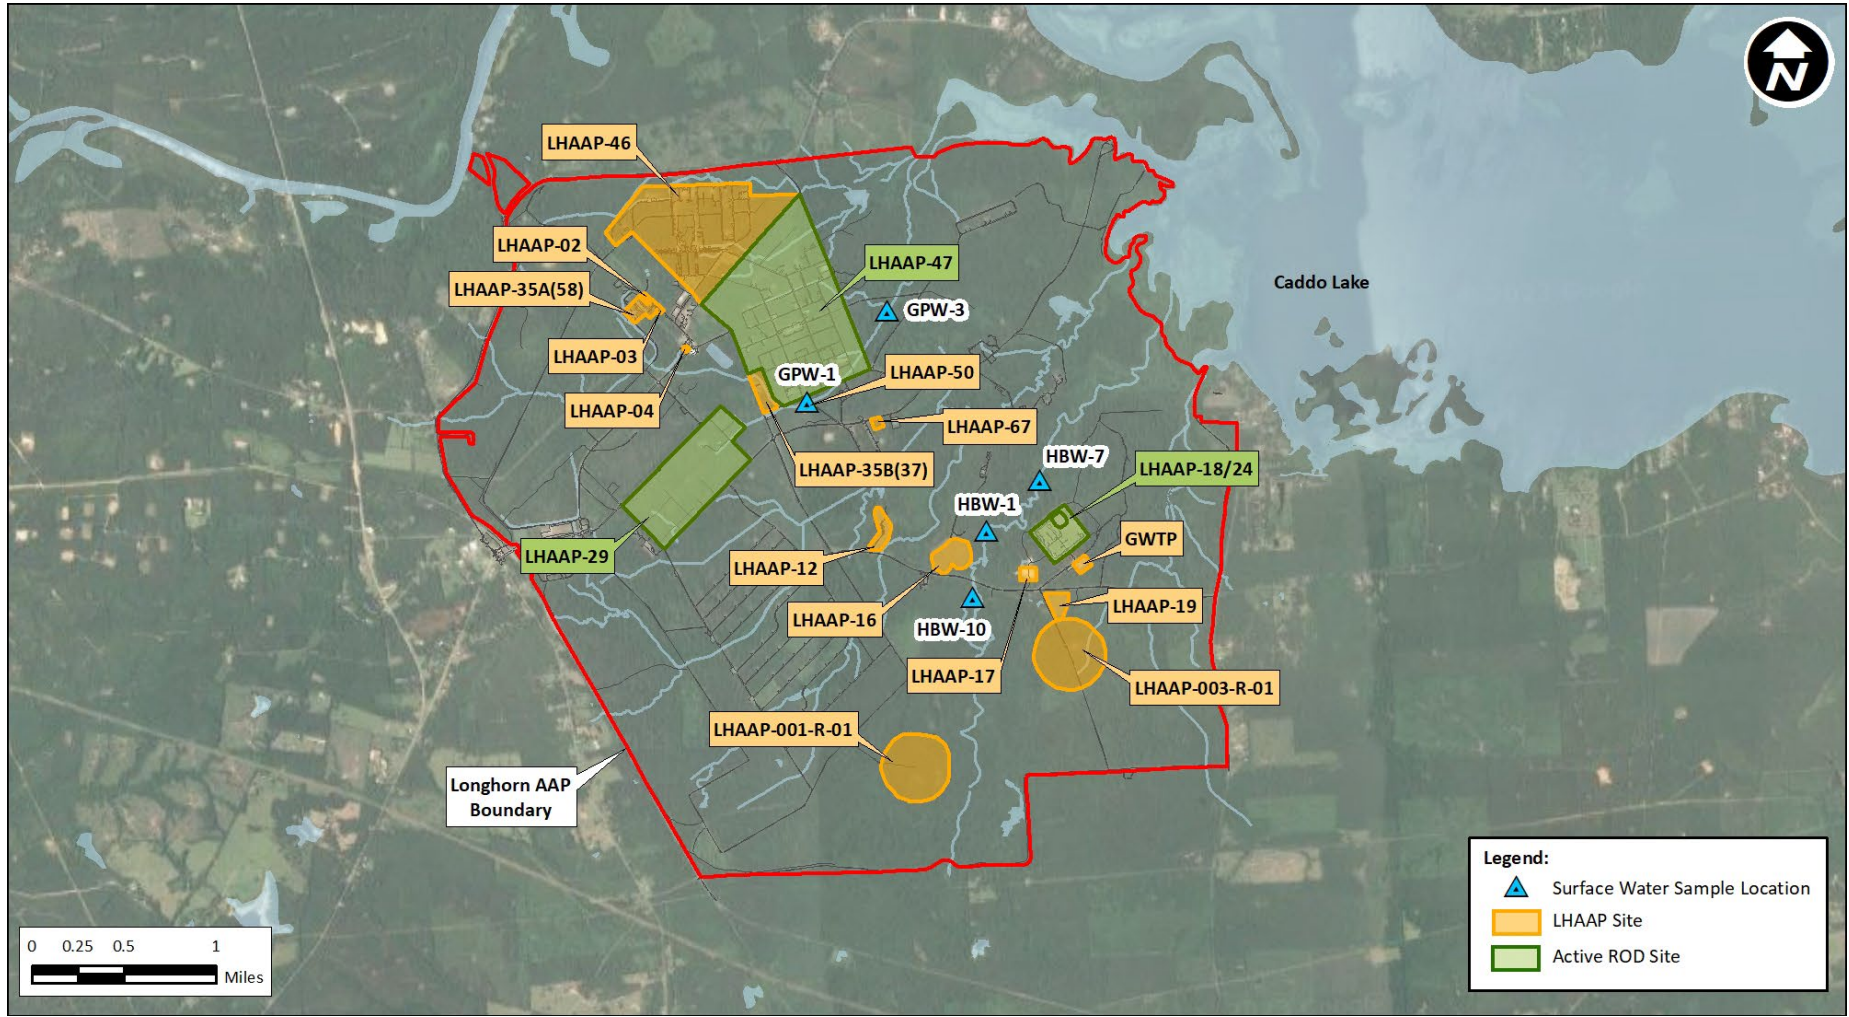 N
LHAAP-46
LHAAP-02
LHAAP-47
LHAAP-35A(58)
Caddo Lake
GPW-3
LHAAP-03
GPW-1
LHAAP-50
LHAAP-04
LHAAP-67
HBW-7
LHAAP-35B(37)
LHAAP-18/24
HBW-1
GWTP
LHAAP-29
LHAAP-12
LHAAP-19
LHAAP-16
HBW-10
LHAAP-17
LHAAP-003-R-01
LHAAP-001-R-01
Longhorn AAP
Boundary
Legend:
Surface Water Sample Location
LHAAP Site
Active ROD Site
0 0.25 0.5 1
Miles